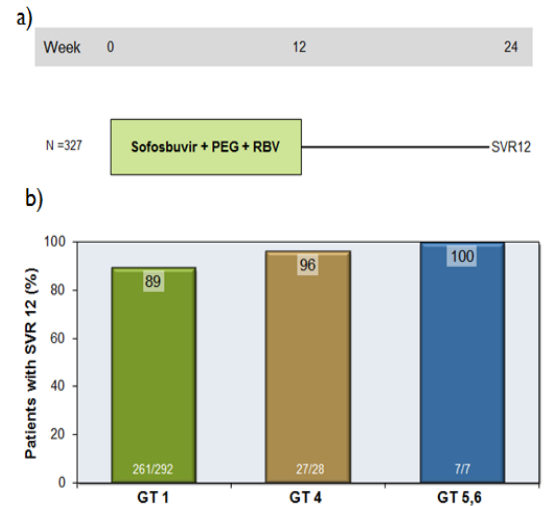 a)
Week 0 12 24
N =327 Sofosbuvir + PEG + RBV SVR12
b)
Patients with SVR 12 (%)
100
80
60
40
20
0
89
96
100
261/292
27/28
7/7
GT 1 GT 4 GT 5,6